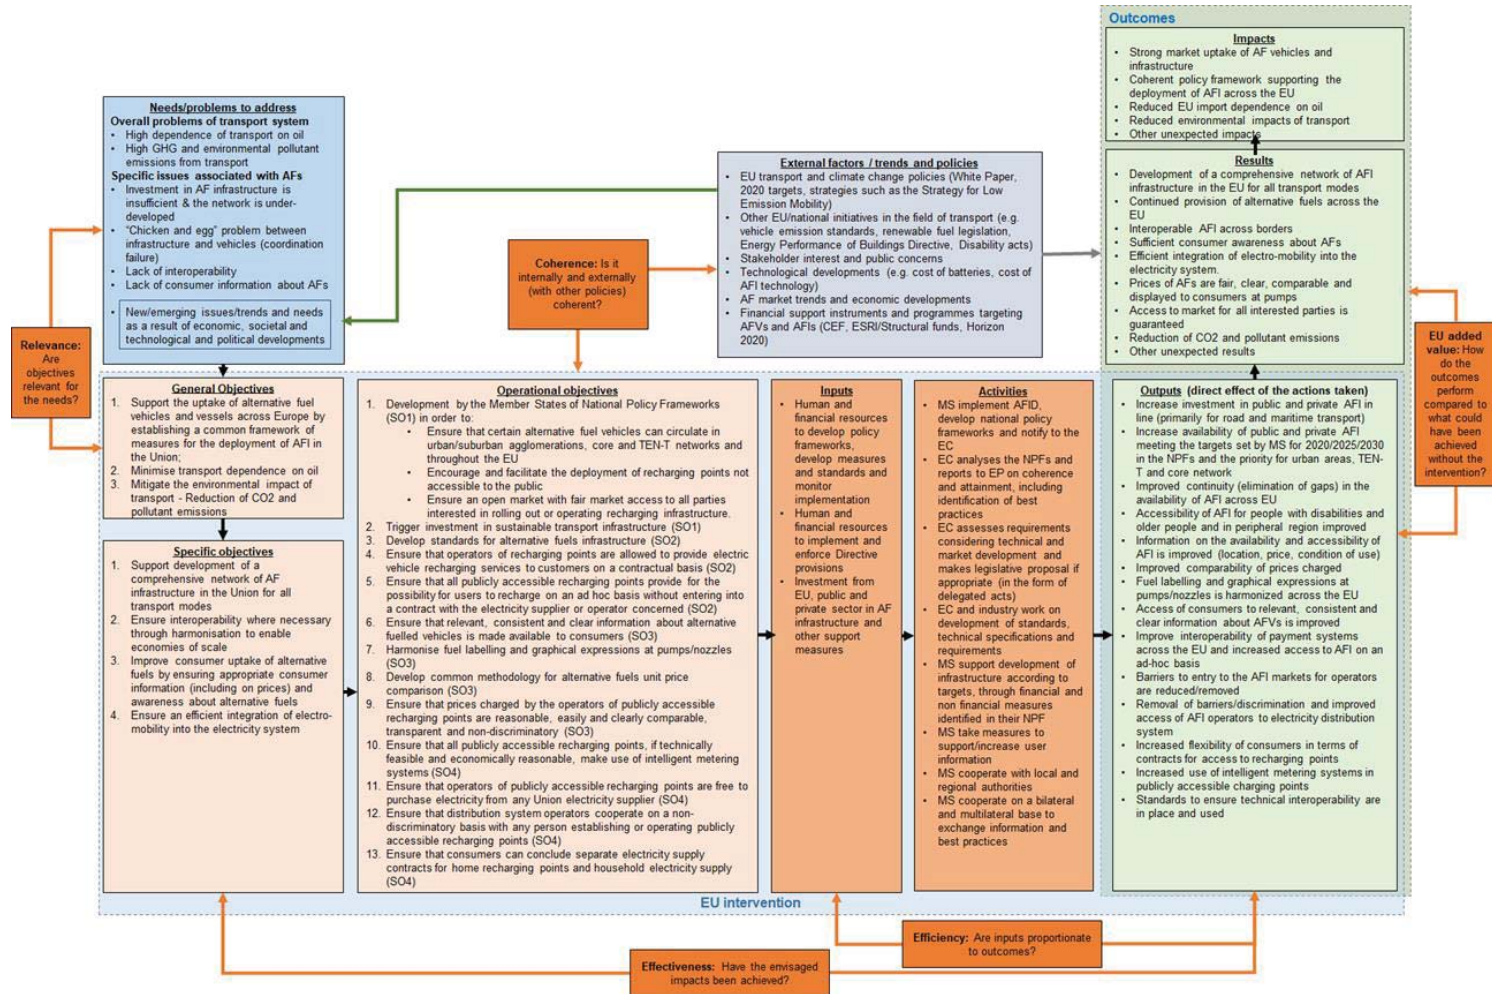 Outcomes
Impacts
• Strong market uptake of AF vehicles and
infrastructure
• Coherent policy framework supporting the
deployment of AFI across the EU
• Reduced EU import dependence on oil
• Reduced environmental impacts of transport
• Other unexpected impacts
Needs/problems to address
Overall problems of transport system
• High dependence of transport on oil
• High GHG and environmental pollutant
emissions from transport
Specific issues associated with AFs
• Investment in AF infrastructure is
insufficient & the network is under-
developed
• "Chicken and egg" problem between
infrastructure and vehicles (coordination
failure)
• Lack of interoperability
• Lack of consumer information about AFs
• New/emerging issues/trends and needs
as a result of economic, societal and
technological and political developments
External factors / trends and policies
• EU transport and climate change policies (White Paper,
2020 targets, strategies such as the Strategy for Low
Emission Mobility)
• Other EU/national initiatives in the field of transport (e.g.
vehicle emission standards, renewable fuel legislation,
Energy Performance of Buildings Directive, Disability acts)
• Stakeholder interest and public concerns
• Technological developments (e.g. cost of batteries, cost of
AFI technology)
• AF market trends and economic developments
• Financial support instruments and programmes targeting
AFVs and AFIs (CEF, ESRI/Structural funds, Horizon
2020)
Results
• Development of a comprehensive network of AFI
infrastructure in the EU for all transport modes
• Continued provision of alternative fuels across the
EU
• Interoperable AFI across borders
• Sufficient consumer awareness about AFs
• Efficient integration of electro-mobility into the
electricity system.
• Prices of AFs are fair, clear, comparable and
displayed to consumers at pumps
• Access to market for all interested parties is
guaranteed
• Reduction of CO2 and pollutant emissions
• Other unexpected results
Coherence: Is it
internally and externally
(with other policies)
coherent?
Relevance:
Are
objectives
relevant for
the needs?
EU added
value: How
do the
outcomes
perform
compared to
what could
have been
achieved
without the
intervention?
General Objectives
1. Support the uptake of alternative fuel
vehicles and vessels across Europe by
establishing a common framework of
measures for the deployment of AFI in
the Union;
2. Minimise transport dependence on oil
3. Mitigate the environmental impact of
transport - Reduction of CO2 and
pollutant emissions
Specific objectives
1. Support development of a
comprehensive network of AF
infrastructure in the Union for all
transport modes
2. Ensure interoperability where necessary
through harmonisation to enable
economies of scale
3. Improve consumer uptake of alternative
fuels by ensuring appropriate consumer
information (including on prices) and
awareness about alternative fuels
4. Ensure an efficient integration of electro-
mobility into the electricity system
Operational objectives
1. Development by the Member States of National Policy Frameworks
(SO1) in order to:
• Ensure that certain alternative fuel vehicles can circulate in
urban/suburban agglomerations, core and TEN-T networks and
throughout the EU
• Encourage and facilitate the deployment of recharging points not
accessible to the public
• Ensure an open market with fair market access to all parties
interested in rolling out or operating recharging infrastructure.
2. Trigger investment in sustainable transport infrastructure (SO1)
3. Develop standards for alternative fuels infrastructure (SO2)
4. Ensure that operators of recharging points are allowed to provide electric
vehicle recharging services to customers on a contractual basis (SO2)
5. Ensure that all publicly accessible recharging points provide for the
possibility for users to recharge on an ad hoc basis without entering into
a contract with the electricity supplier or operator concerned (SO2)
6. Ensure that relevant, consistent and clear information about alternative
fuelled vehicles is made available to consumers (SO3)
7. Harmonise fuel labelling and graphical expressions at pumps/nozzles
(SO3)
8. Develop common methodology for alternative fuels unit price
comparison (SO3)
9. Ensure that prices charged by the operators of publicly accessible
recharging points are reasonable, easily and clearly comparable,
transparent and non-discriminatory (SO3)
10. Ensure that all publicly accessible recharging points, if technically
feasible and economically reasonable, make use of intelligent metering
systems (SO4)
11. Ensure that operators of publicly accessible recharging points are free to
purchase electricity from any Union electricity supplier (SO4)
12. Ensure that distribution system operators cooperate on a non-
discriminatory basis with any person establishing or operating publicly
accessible recharging points (SO4)
13. Ensure that consumers can conclude separate electricity supply
contracts for home recharging points and household electricity supply
(SO4)
Inputs
• Human and
financial resources
to develop policy
frameworks,
develop measures
and standards and
monitor
implementation
• Human and
financial resources
to implement and
enforce Directive
provisions
• Investment from
EU, public and
private sector in AF
infrastructure and
other support
measures
Activities
• MS implement AFID,
develop national policy
frameworks and notify to the
EC
• EC analyses the NPFs and
reports to EP on coherence
and attainment, including
identification of best
practices
• EC assesses requirements
considering technical and
market development and
makes legislative proposal if
appropriate (in the form of
delegated acts)
• EC and industry work on
development of standards,
technical specifications and
requirements
• MS support development of
infrastructure according to
targets, through financial and
non financial measures
identified in their NPF
• MS take measures to
support/increase user
information
• MS cooperate with local and
regional authorities
• MS cooperate on a bilateral
and multilateral base to
exchange information and
best practices
Outputs (direct effect of the actions taken)
• Increase investment in public and private AFI in
line (primarily for road and maritime transport)
• Increase availability of public and private AFI
meeting the targets set by MS for 2020/2025/2030
in the NPFs and the priority for urban areas, TEN-
T and core network
• Improved continuity (elimination of gaps) in the
availability of AFI across EU
• Accessibility of AFI for people with disabilities and
older people and in peripheral region improved
• Information on the availability and accessibility of
AFI is improved (location, price, condition of use)
• Improved comparability of prices charged
• Fuel labelling and graphical expressions at
pumps/nozzles is harmonized across the EU
• Access of consumers to relevant, consistent and
clear information about AFVs is improved
• Improve interoperability of payment systems
across the EU and increased access to AFI on an
ad-hoc basis
• Barriers to entry to the AFI markets for operators
are reduced/removed
• Removal of barriers/discrimination and improved
access of AFI operators to electricity distribution
system
• Increased flexibility of consumers in terms of
contracts for access to recharging points
• Increased use of intelligent metering systems in
publicly accessible charging points
• Standards to ensure technical interoperability are
in place and used
EU intervention
Efficiency: Are inputs proportionate
to outcomes?
Effectiveness: Have the envisaged
impacts been achieved?